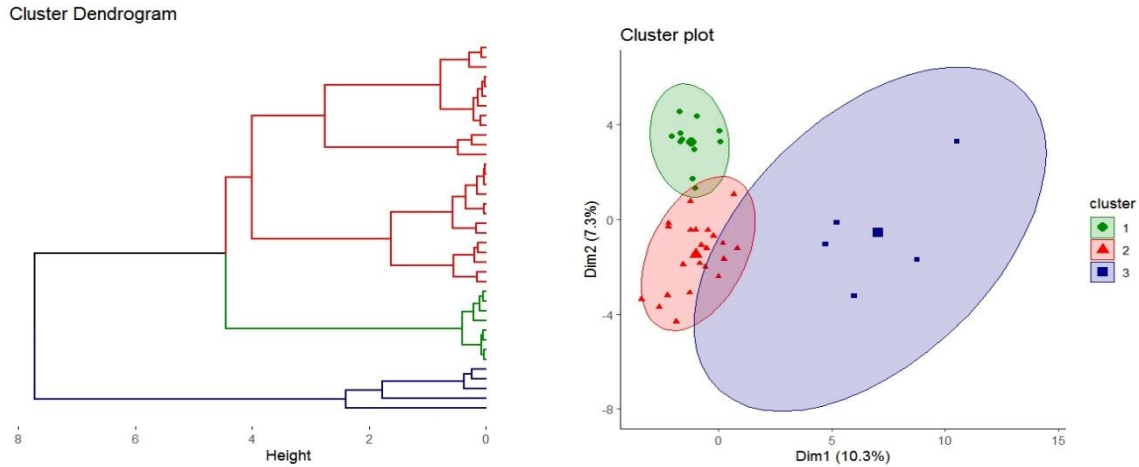 Cluster Dendrogram
8
6
4
2
0
Height
Cluster plot
4
0
-4
-8
Dim2 (7.3%)
0
5
10
15
Dim1 (10.3%)
cluster
1
2
3